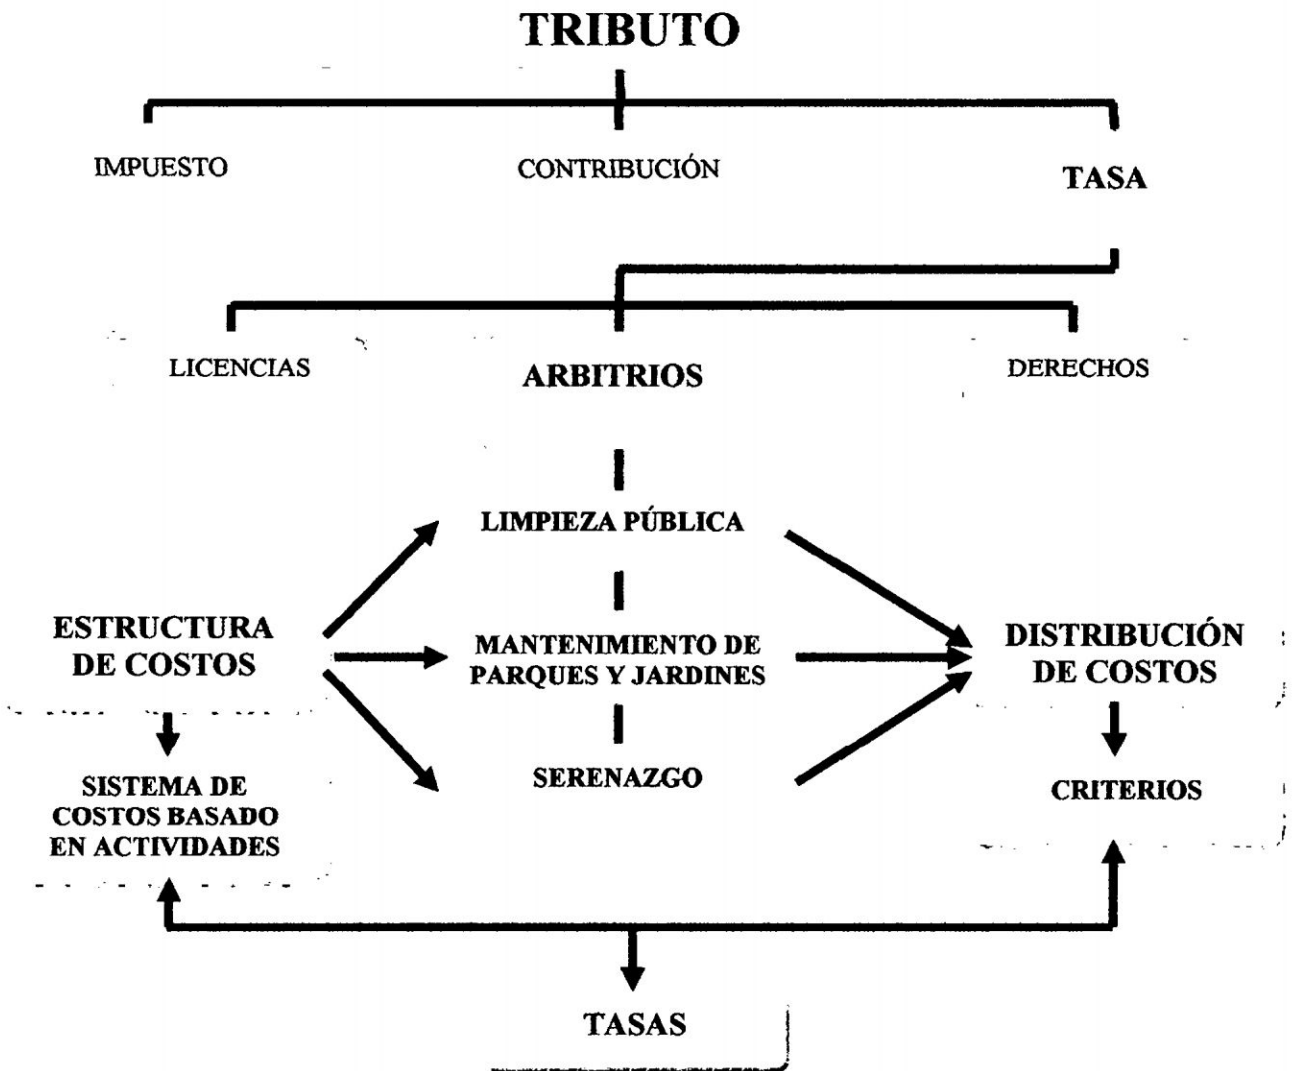 TRIBUTO
IMPUESTO
CONTRIBUCIÓN
TASA
LICENCIAS
ARBITRIOS
DERECHOS
LIMPIEZA PÚBLICA
ESTRUCTURA
DE COSTOS
MANTENIMIENTO DE
PARQUES Y JARDINES
DISTRIBUCIÓN
DE COSTOS
SERENAZGO
SISTEMA DE
COSTOS BASADO
EN ACTIVIDADES
CRITERIOS
TASAS